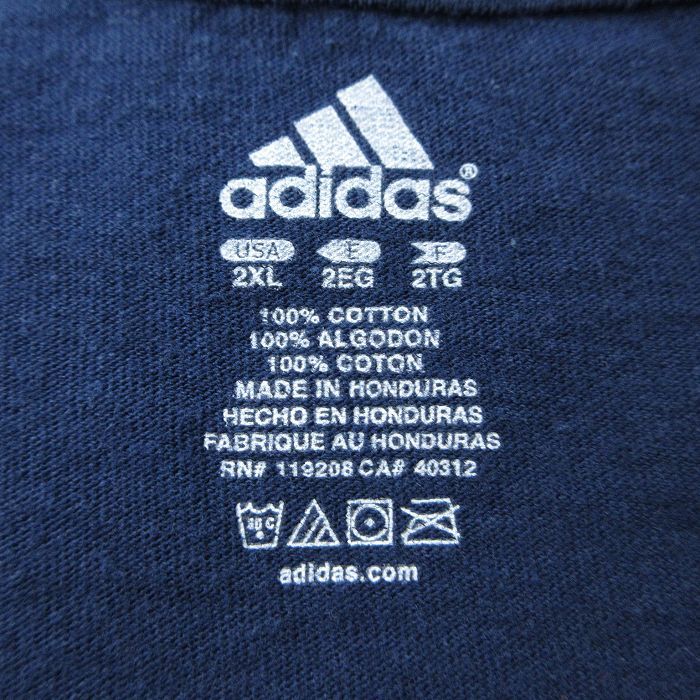 adidas®
USA E F
2XL 2EG 2TG
100% COTTON
100% ALGODON
100% COTON
MADE IN HONDURAS
HECHO EN HONDURAS
FABRIQUE AU HONDURAS
RN# 119208 CA# 40312
30 C
adidas.com